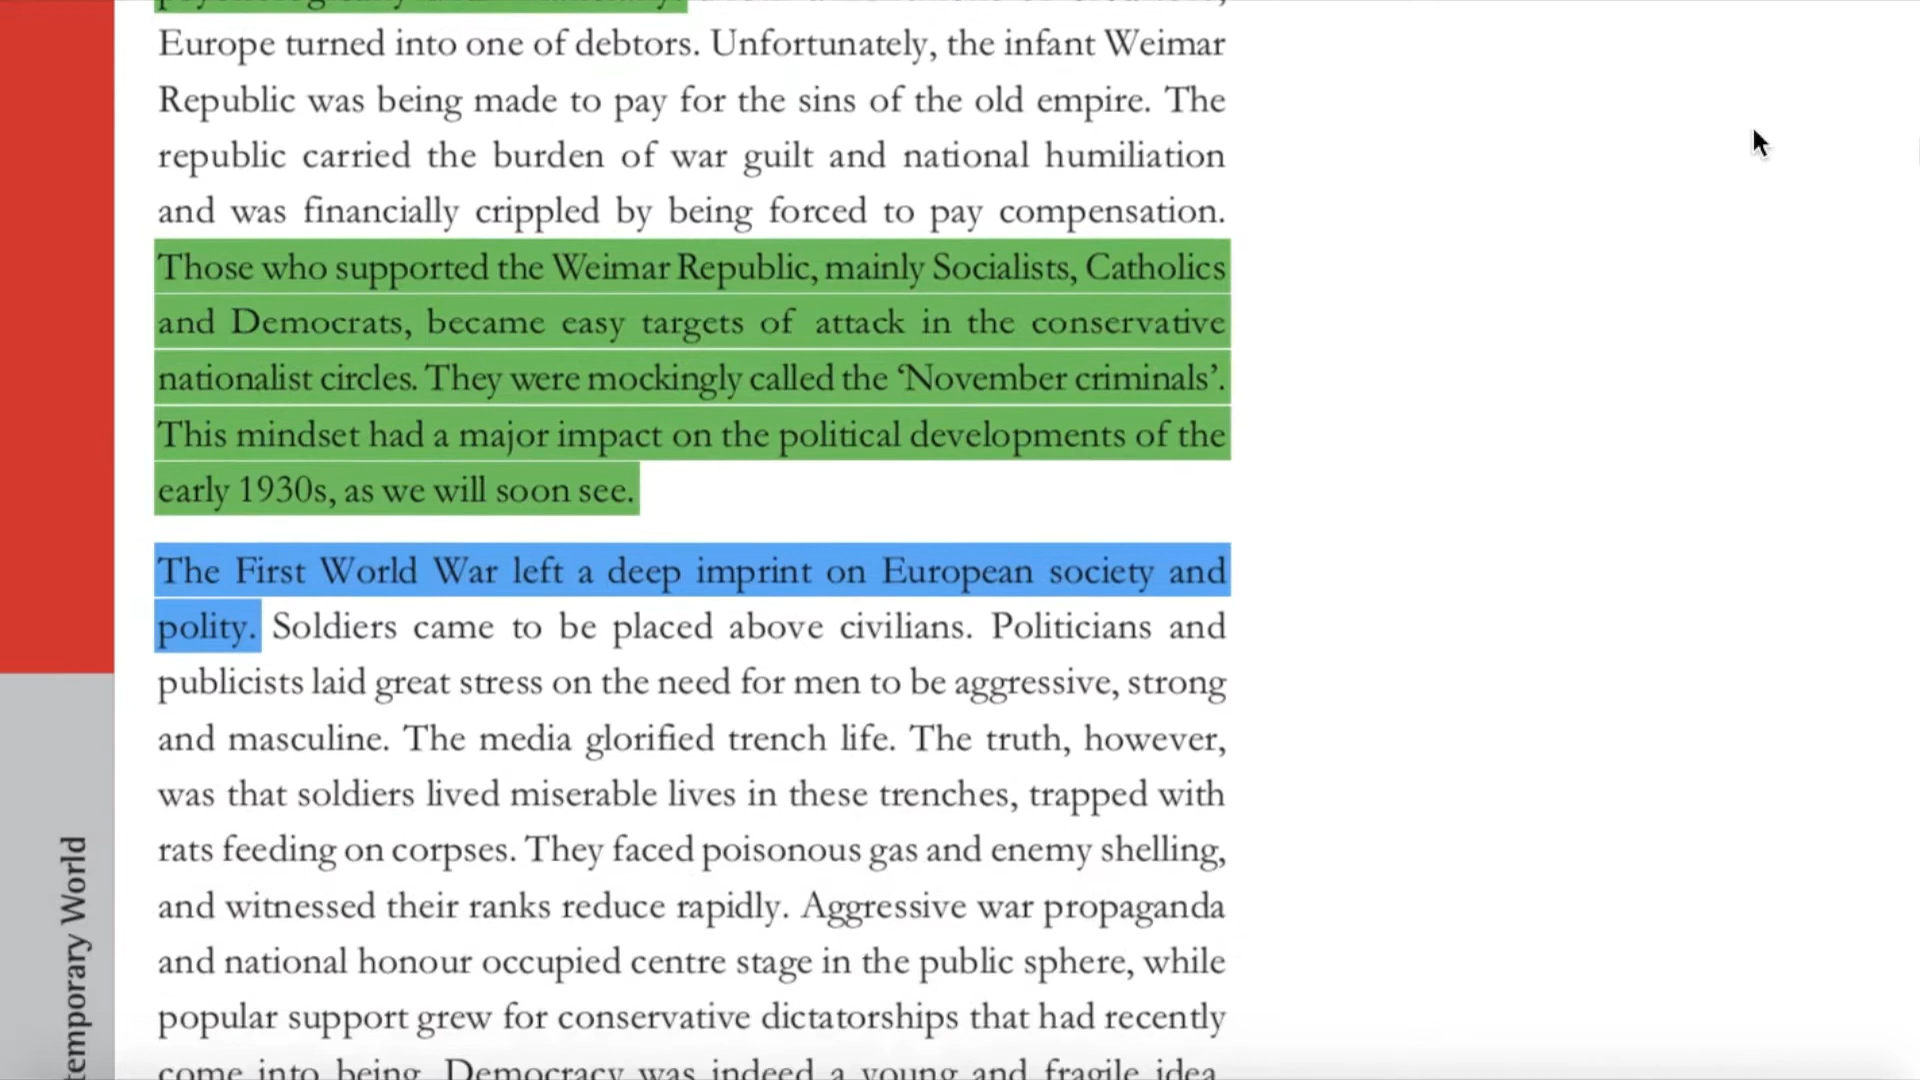 Europe turned into one of debtors. Unfortunately, the infant Weimar
Republic was being made to pay for the sins of the old empire. The
republic carried the burden of war guilt and national humiliation
and was financially crippled by being forced to pay compensation.
Those who supported the Weimar Republic, mainly Socialists, Catholics
and Democrats, became easy targets of attack in the conservative
nationalist circles. They were mockingly called the ‘November criminals’.
This mindset had a major impact on the political developments of the
early 1930s, as we will soon see.
The First World War left a deep imprint on European society and
polity. Soldiers came to be placed above civilians. Politicians and
publicists laid great stress on the need for men to be aggressive, strong
and masculine. The media glorified trench life. The truth, however,
was that soldiers lived miserable lives in these trenches, trapped with
rats feeding on corpses. They faced poisonous gas and enemy shelling,
and witnessed their ranks reduce rapidly. Aggressive war propaganda
and national honour occupied centre stage in the public sphere, while
popular support grew for conservative dictatorships that had recently
come into being. Democracy was indeed a young and fragile idea,
temporary World